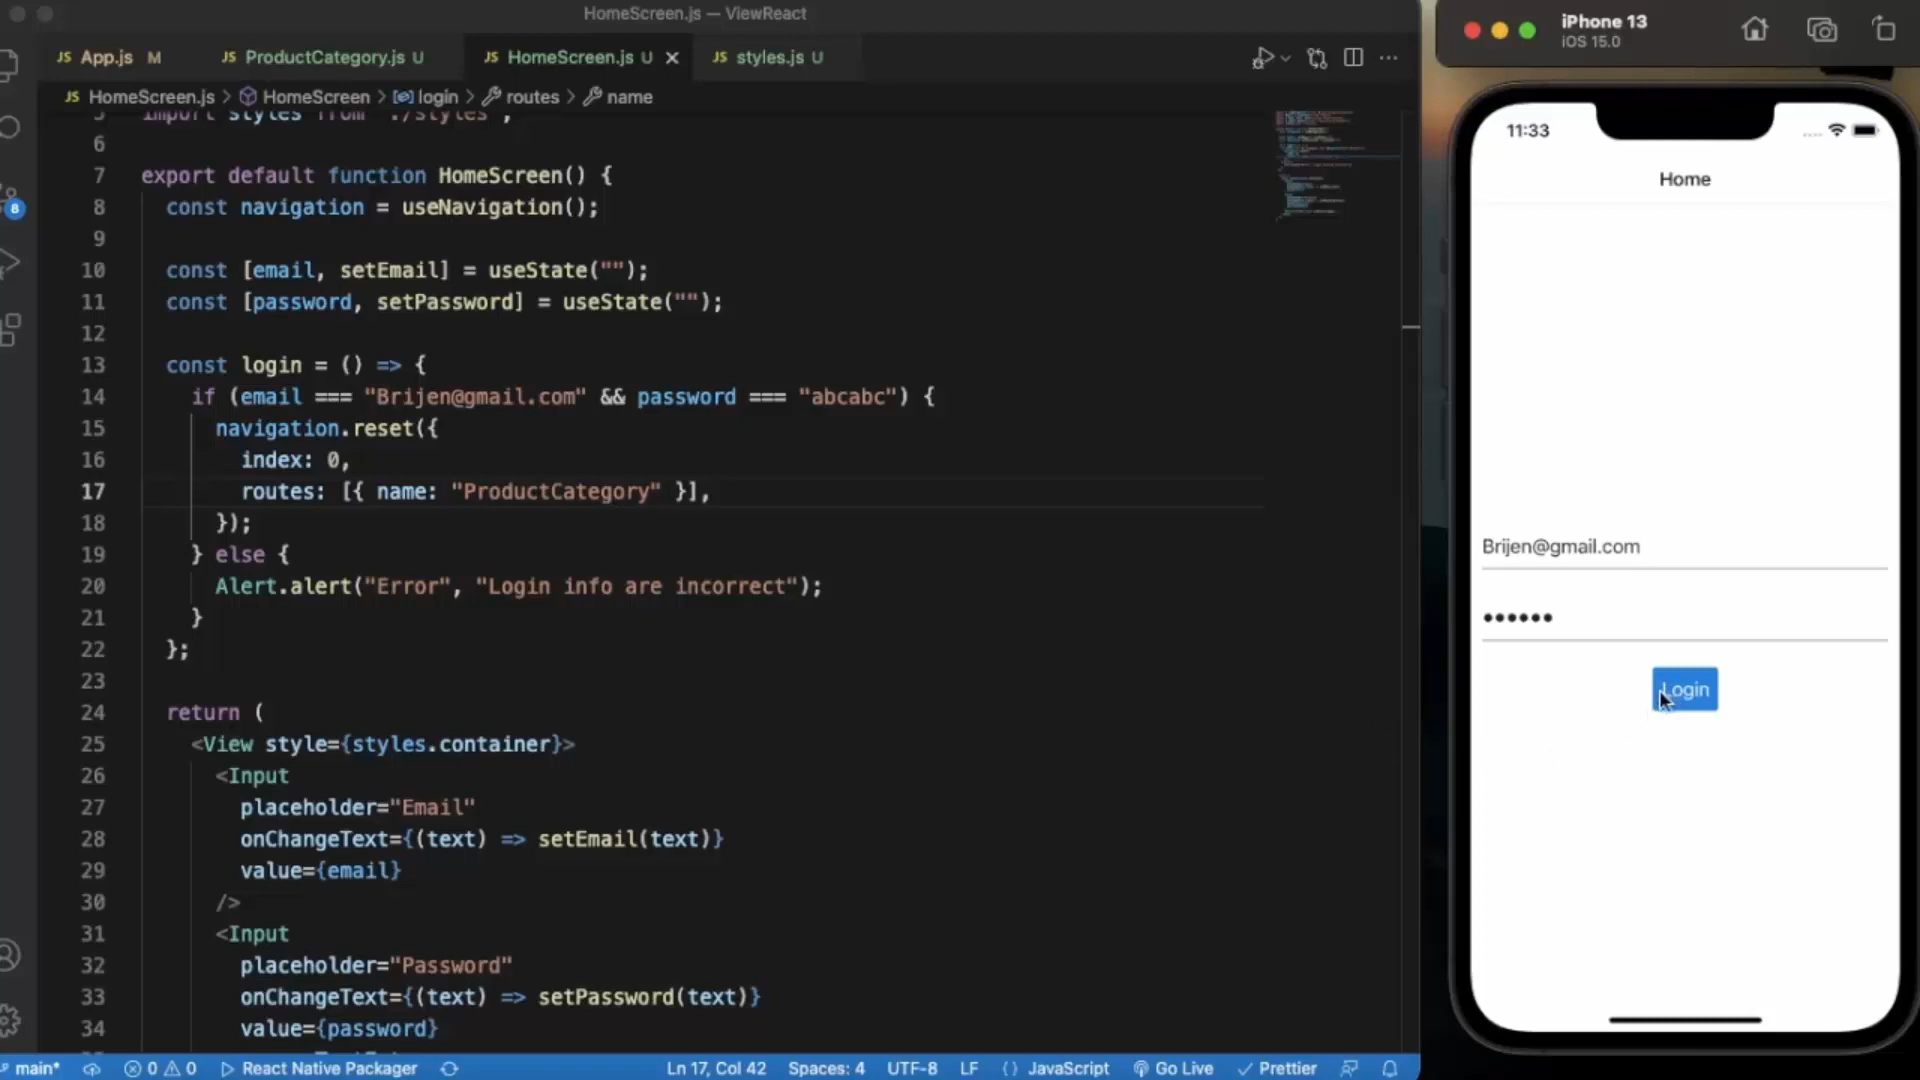 HomeScreen.js — ViewReact
JS App.js M
JS ProductCategory.js U
JS HomeScreen.js U
JS styles.js U
JS HomeScreen.js > HomeScreen > login > routes > name
5 import styles from "./styles";
6
7 export default function HomeScreen() {
8 const navigation = useNavigation();
9
10 const [email, setEmail] = useState("");
11 const [password, setPassword] = useState("");
12
13 const login = () => {
14 if (email === "Brijen@gmail.com" && password === "abcabc") {
15 navigation.reset({
16 index: 0,
17 routes: [{ name: "ProductCategory" }],
18 });
19 } else {
20 Alert.alert("Error", "Login info are incorrect");
21 }
22 };
23
24 return (
25 <View style={styles.container}>
26 <Input
27 placeholder="Email"
28 onChangeText={(text) => setEmail(text)}
29 value={email}
30 />
31 <Input
32 placeholder="Password"
33 onChangeText={(text) => setPassword(text)}
34 value={password}
8
main* 0 0 React Native Packager Ln 17, Col 42 Spaces: 4 UTF-8 LF {} JavaScript Go Live Prettier
iPhone 13
iOS 15.0
11:33
Home
Brijen@gmail.com
••••••
Login